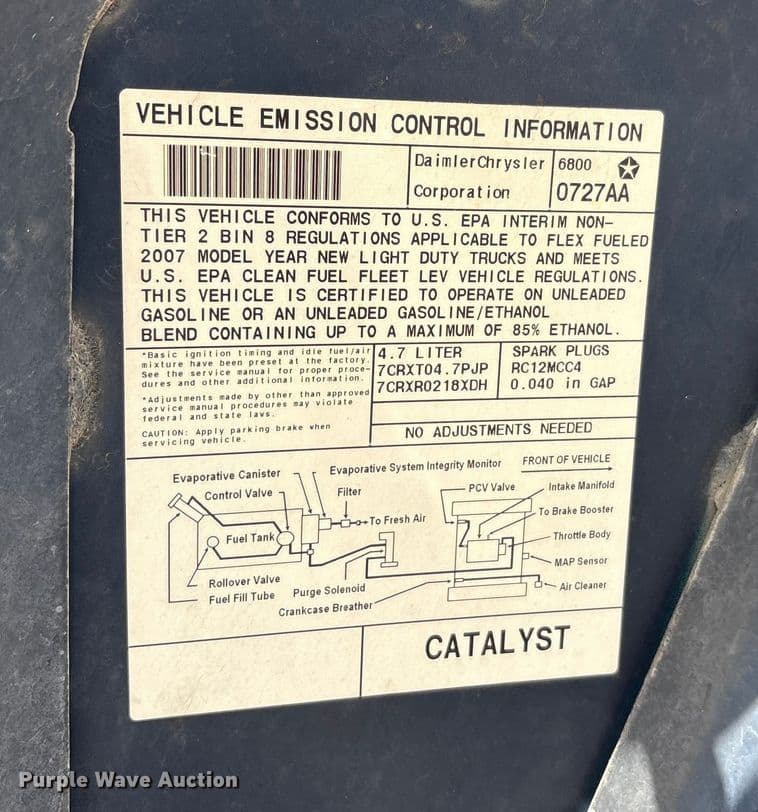 VEHICLE EMISSION CONTROL INFORMATION
DaimlerChrysler 6800
Corporation 0727AA
THIS VEHICLE CONFORMS TO U.S. EPA INTERIM NON-
TIER 2 BIN 8 REGULATIONS APPLICABLE TO FLEX FUELED
2007 MODEL YEAR NEW LIGHT DUTY TRUCKS AND MEETS
U.S. EPA CLEAN FUEL FLEET LEV VEHICLE REGULATIONS.
THIS VEHICLE IS CERTIFIED TO OPERATE ON UNLEADED
GASOLINE OR AN UNLEADED GASOLINE/ETHANOL
BLEND CONTAINING UP TO A MAXIMUM OF 85% ETHANOL.
*Basic ignition timing and idle fuel/air
mixture have been preset at the factory.
See the service manual for proper proce-
dures and other additional information.
*Adjustments made by other than approved
service manual procedures may violate
federal and state laws.
CAUTION: Apply parking brake when
servicing vehicle.
4.7 LITER
7CRXT04.7PJP
7CRXR0218XDH
SPARK PLUGS
RC12MCC4
0.040 in GAP
NO ADJUSTMENTS NEEDED
Evaporative Canister
Evaporative System Integrity Monitor
FRONT OF VEHICLE
Control Valve
Filter
PCV Valve
Intake Manifold
To Fresh Air
To Brake Booster
Fuel Tank
Throttle Body
MAP Sensor
Rollover Valve
Purge Solenoid
Air Cleaner
Fuel Fill Tube
Crankcase Breather
CATALYST
Purple Wave Auction